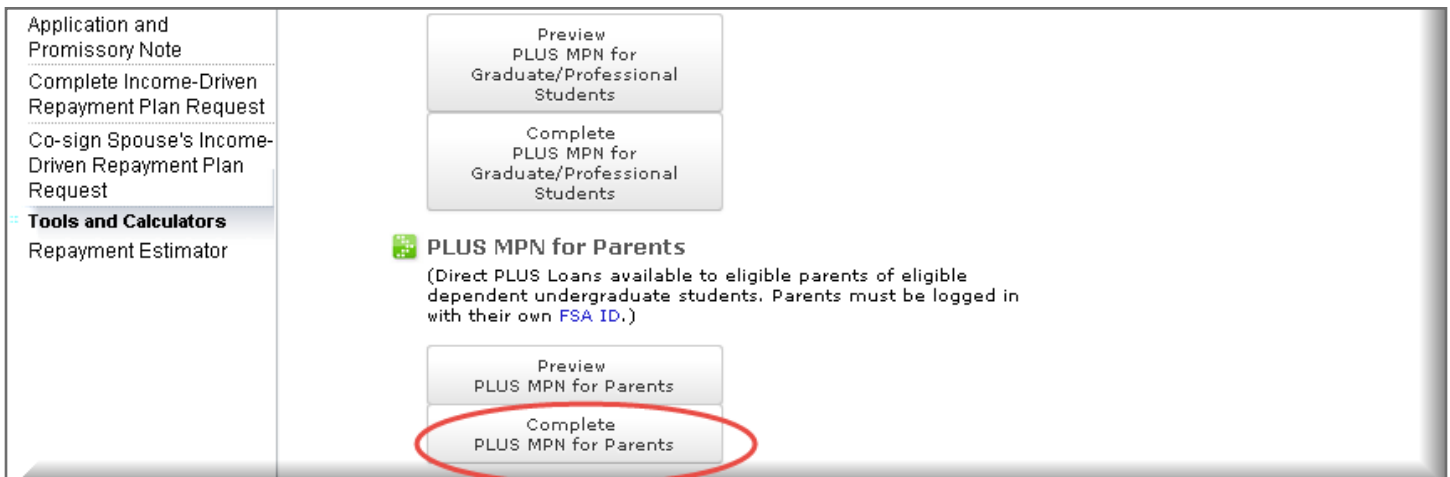 Application and
Promissory Note
Complete Income-Driven
Repayment Plan Request
Co-sign Spouse's Income-
Driven Repayment Plan
Request
Tools and Calculators
Repayment Estimator
Preview
PLUS MPN for
Graduate/Professional
Students
Complete
PLUS MPN for
Graduate/Professional
Students
PLUS MPN for Parents
(Direct PLUS Loans available to eligible parents of eligible
dependent undergraduate students. Parents must be logged in
with their own FSA ID.)
Preview
PLUS MPN for Parents
Complete
PLUS MPN for Parents